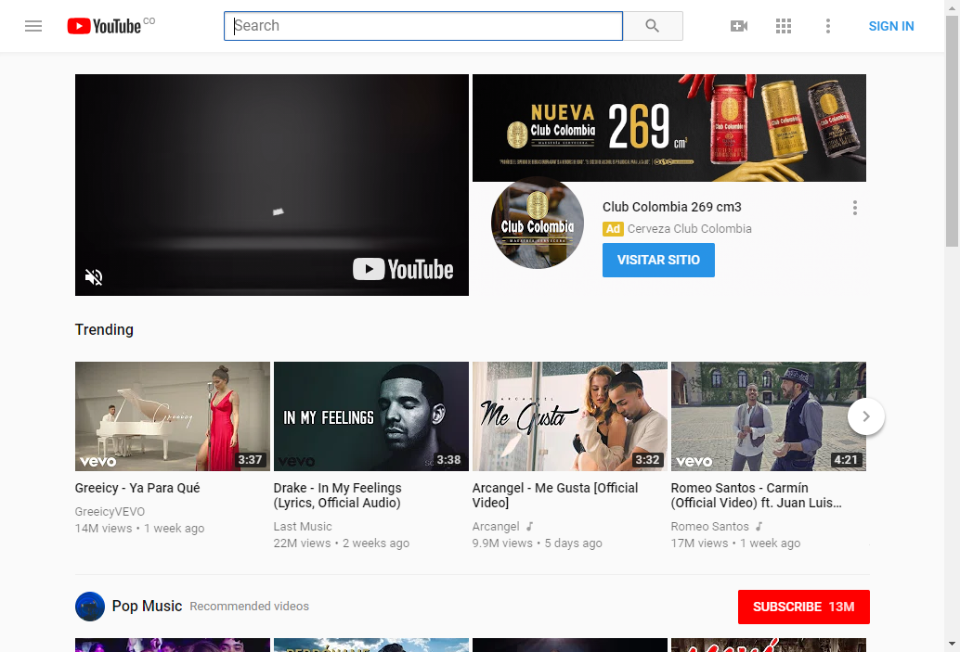 YouTube CO
Search
SIGN IN
NUEVA
Club Colombia
269 cm³
YouTube
Club Colombia
Club Colombia 269 cm3
Ad Cerveza Club Colombia
VISITAR SITIO
Trending
Greeicy
vevo
3:37
IN MY FEELINGS
vevo
3:38
ARCANGEL
Me Gusta
3:32
vevo
4:21
Greeicy - Ya Para Qué
GreeicyVEVO
14M views • 1 week ago
Drake - In My Feelings
(Lyrics, Official Audio)
Last Music
22M views • 2 weeks ago
Arcangel - Me Gusta [Official
Video]
Arcangel
9.9M views • 5 days ago
Romeo Santos - Carmín
(Official Video) ft. Juan Luis…
Romeo Santos
17M views • 1 week ago
Pop Music Recommended videos
SUBSCRIBE 13M